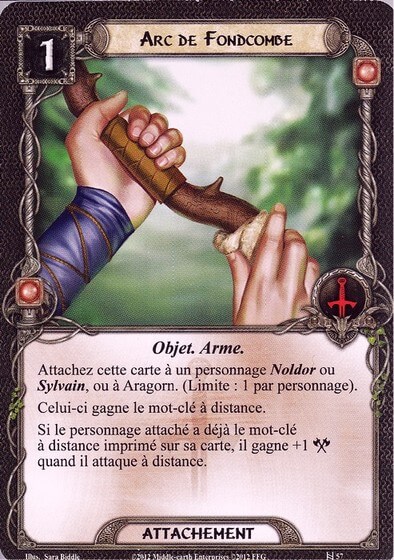 1
ARC DE FONDCOMBE
Objet. Arme.
Attachez cette carte à un personnage Noldor ou
Sylvain, ou à Aragorn. (Limite : 1 par personnage).
Celui-ci gagne le mot-clé à distance.
Si le personnage attaché a déjà le mot-clé
à distance imprimé sur sa carte, il gagne +1
quand il attaque à distance.
ATTACHEMENT
Illus. Sara Biddle ©2012 Middle-earth Enterprises ©2012 FFG 57